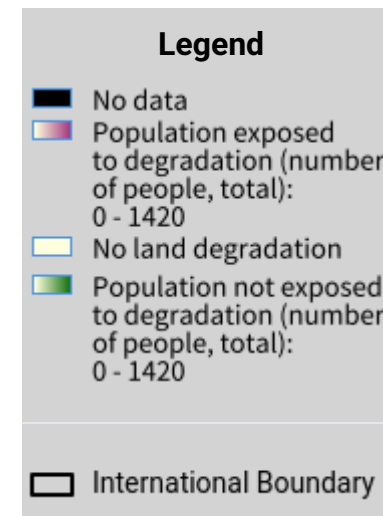 Legend
No data
Population exposed
to degradation (number
of people, total):
0 - 1420
No land degradation
Population not exposed
to degradation (number
of people, total):
0 - 1420
International Boundary